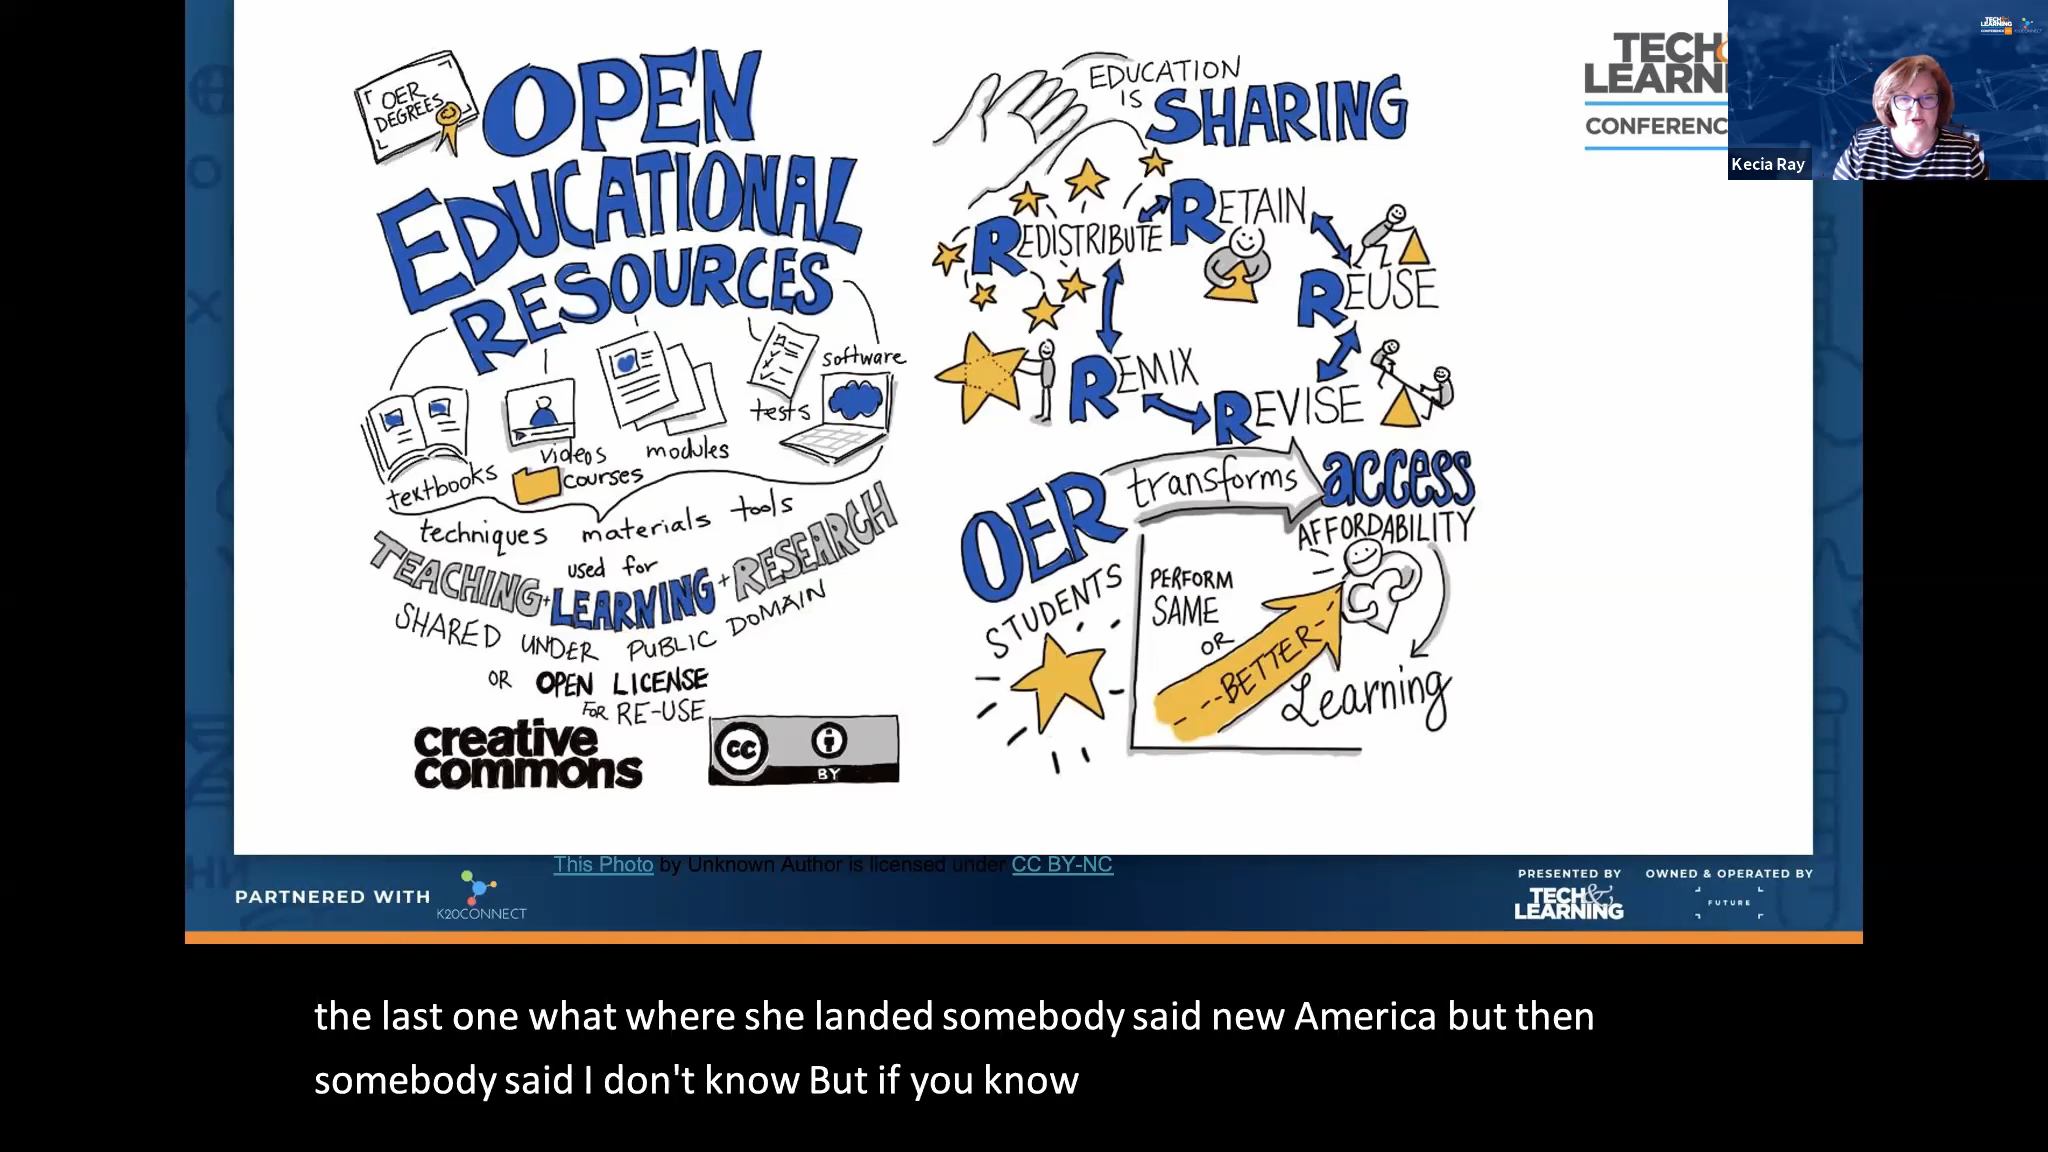 OER
DEGREES
OPEN
EDUCATIONAL
RESOURCES
textbooks
videos
courses
modules
tests
software
techniques materials tools
used for
TEACHING + LEARNING + RESEARCH
SHARED UNDER PUBLIC DOMAIN
OR OPEN LICENSE
FOR RE-USE
creative
commons
CC
BY
EDUCATION
IS SHARING
REDISTRIBUTE
RETAIN
REUSE
REMIX
REVISE
OER transforms access
AFFORDABILITY
STUDENTS
PERFORM
SAME
OR
BETTER
Learning
TECH
LEARNI
CONFERENC
TECH &
LEARNING
CONFERENCE
K20CONNECT
Kecia Ray
This Photo by Unknown Author is licensed under CC BY-NC
PARTNERED WITH
K20CONNECT
PRESENTED BY
TECH &
LEARNING
OWNED & OPERATED BY
FUTURE
the last one what where she landed somebody said new America but then
somebody said I don't know But if you know